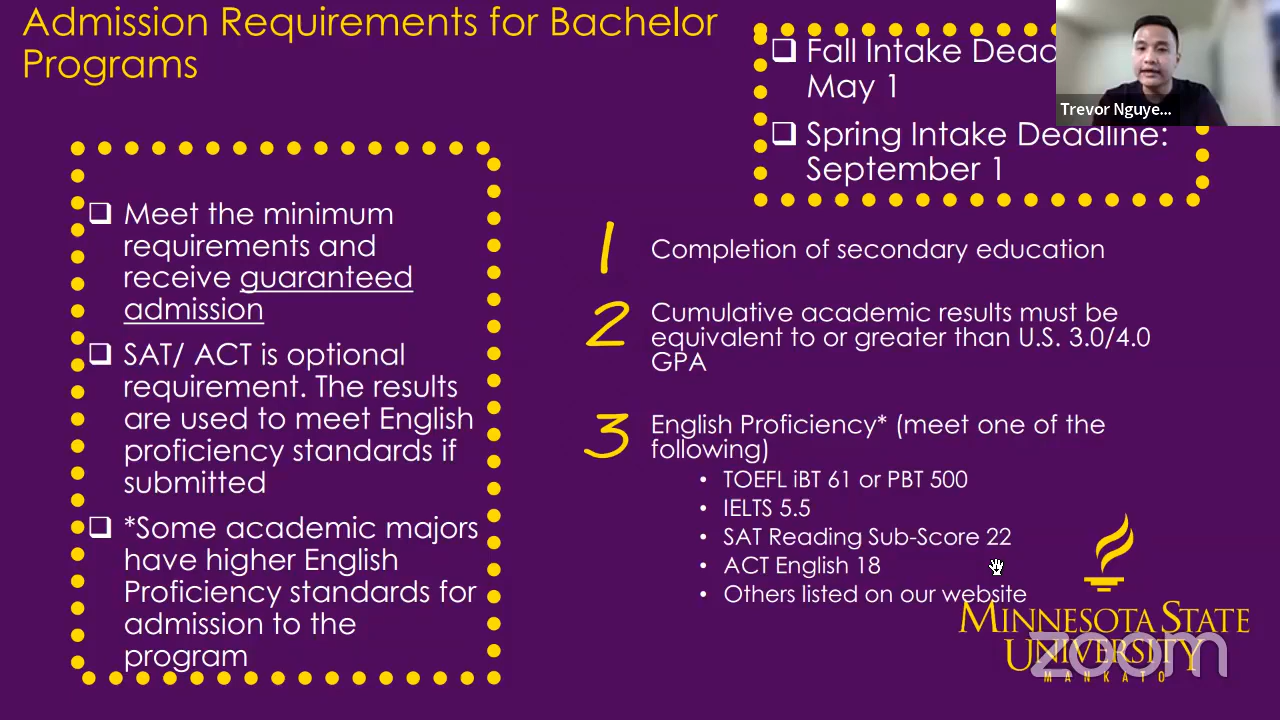 Admission Requirements for Bachelor
Programs
Fall Intake
May 1
Spring Intake Deadline:
September 1
Trevor Nguye...
Meet the minimum
requirements and
receive guaranteed
admission
SAT/ ACT is optional
requirement. The results
are used to meet English
proficiency standards if
submitted
*Some academic majors
have higher English
Proficiency standards for
admission to the
program
1 Completion of secondary education
2 Cumulative academic results must be
equivalent to or greater than U.S. 3.0/4.0
GPA
3 English Proficiency* (meet one of the
following)
• TOEFL iBT 61 or PBT 500
• IELTS 5.5
• SAT Reading Sub-Score 22
• ACT English 18
• Others listed on our website
MINNESOTA STATE
UNIVERSITY
MANKATO
zoom